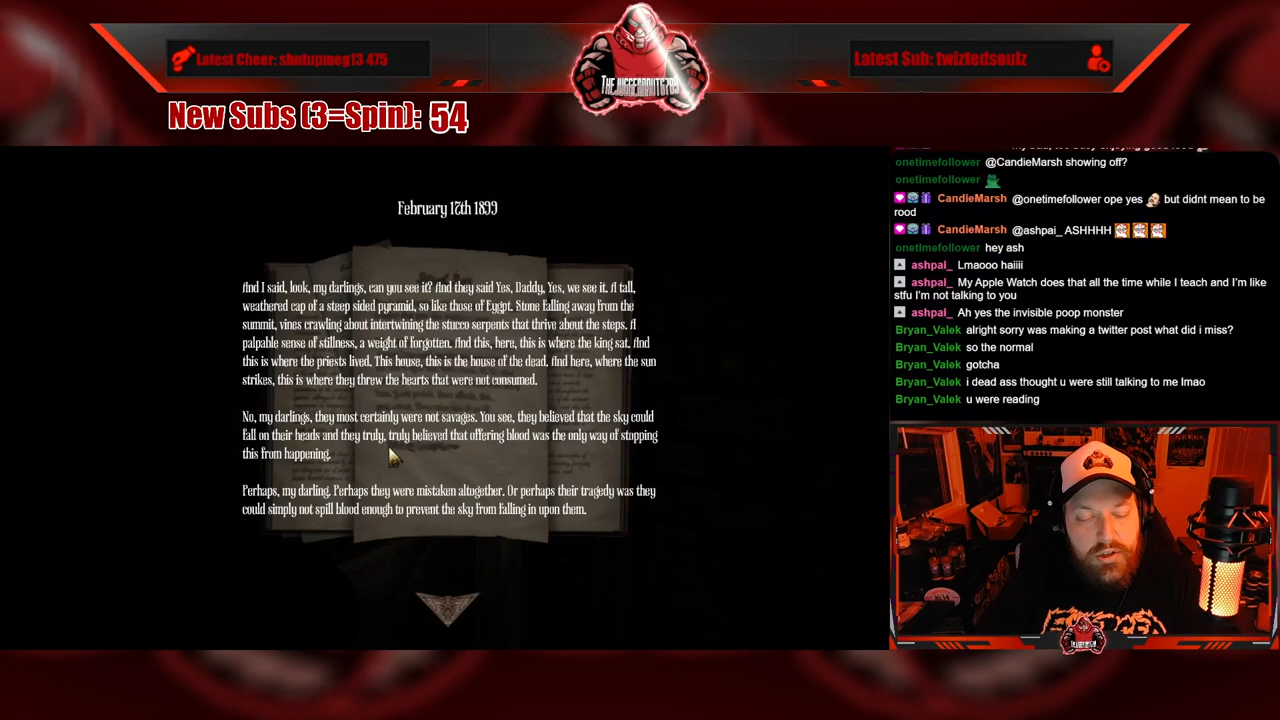 Latest Cheer: shutupmeg13 475
Latest Sub: twiztedsoulz
THEJUGGERNAUT6789
New Subs (3=Spin): 54
February 17th 1899
And I said, look, my darlings, can you see it? And they said Yes, Daddy, Yes, we see it. A tall,
weathered cap of a steep sided pyramid, so like those of Eygpt. Stone falling away from the
summit, vines crawling about intertwining the stucco serpents that thrive about the steps. A
palpable sense of stillness, a weight of forgotten. And this, here, this is where the king sat. And
this is where the priests lived. This house, this is the house of the dead. And here, where the sun
strikes, this is where they threw the hearts that were not consumed.
No, my darlings, they most certainly were not savages. You see, they believed that the sky could
fall on their heads and they truly, truly believed that offering blood was the only way of stopping
this from happening.
Perhaps, my darling. Perhaps they were mistaken altogether. Or perhaps their tragedy was they
could simply not spill blood enough to prevent the sky from falling in upon them.
onetimefollower @CandieMarsh showing off?
onetimefollower
CandieMarsh @onetimefollower ope yes but didnt mean to be
rood
CandieMarsh @ashpai_ ASHHHH
onetimefollower hey ash
ashpai_ Lmaooo haiiii
ashpai_ My Apple Watch does that all the time while I teach and I'm like
stfu I'm not talking to you
ashpai_ Ah yes the invisible poop monster
Bryan_Valek alright sorry was making a twitter post what did i miss?
Bryan_Valek so the normal
Bryan_Valek gotcha
Bryan_Valek i dead ass thought u were still talking to me lmao
Bryan_Valek u were reading